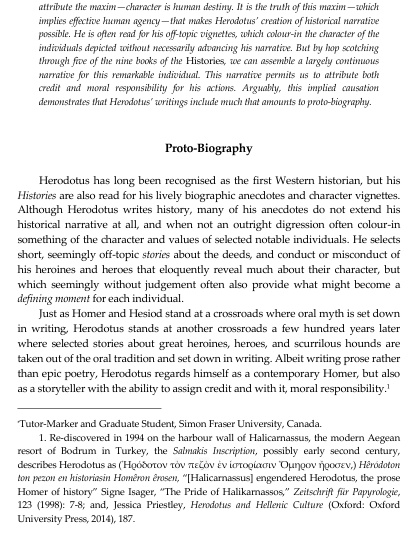 attribute the maxim—character is human destiny. It is the truth of this maxim—which
implies effective human agency—that makes Herodotus' creation of historical narrative
possible. He is often read for his off-topic vignettes, which colour-in the character of the
individuals depicted without necessarily advancing his narrative. But by hop scotching
through five of the nine books of the Histories, we can assemble a largely continuous
narrative for this remarkable individual. This narrative permits us to attribute both
credit and moral responsibility for his actions. Arguably, this implied causation
demonstrates that Herodotus' writings include much that amounts to proto-biography.
Proto-Biography
Herodotus has long been recognised as the first Western historian, but his
Histories are also read for his lively biographic anecdotes and character vignettes.
Although Herodotus writes history, many of his anecdotes do not extend his
historical narrative at all, and when not an outright digression often colour-in
something of the character and values of selected notable individuals. He selects
short, seemingly off-topic stories about the deeds, and conduct or misconduct of
his heroines and heroes that eloquently reveal much about their character, but
which seemingly without judgement often also provide what might become a
defining moment for each individual.
Just as Homer and Hesiod stand at a crossroads where oral myth is set down
in writing, Herodotus stands at another crossroads a few hundred years later
where selected stories about great heroines, heroes, and scurrilous hounds are
taken out of the oral tradition and set down in writing. Albeit writing prose rather
than epic poetry, Herodotus regards himself as a contemporary Homer, but also
as a storyteller with the ability to assign credit and with it, moral responsibility.¹
*Tutor-Marker and Graduate Student, Simon Fraser University, Canada.
1. Re-discovered in 1994 on the harbour wall of Halicarnassus, the modern Aegean
resort of Bodrum in Turkey, the Salmakis Inscription, possibly early second century,
describes Herodotus as (Ἡρόδοτον τὸν πεζὸν ἐν ἱστορίαισιν Ὅμηρον ἤροσεν,) Hēródoton
ton pezon en historiasin Homēron ērosen, “[Halicarnassus] engendered Herodotus, the prose
Homer of history” Signe Isager, “The Pride of Halikarnassos,” Zeitschrift für Papyrologie,
123 (1998): 7-8; and, Jessica Priestley, Herodotus and Hellenic Culture (Oxford: Oxford
University Press, 2014), 187.